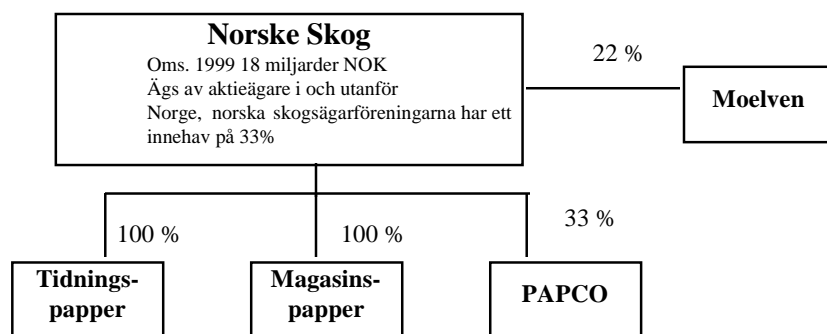 Norske Skog
Oms. 1999 18 miljarder NOK
Ägs av aktieägare i och utanför
Norge, norska skogsägarföreningarna har ett
innehav på 33%
22 %
Moelven
100 %
100 %
33 %
Tidnings-
papper
Magasins-
papper
PAPCO